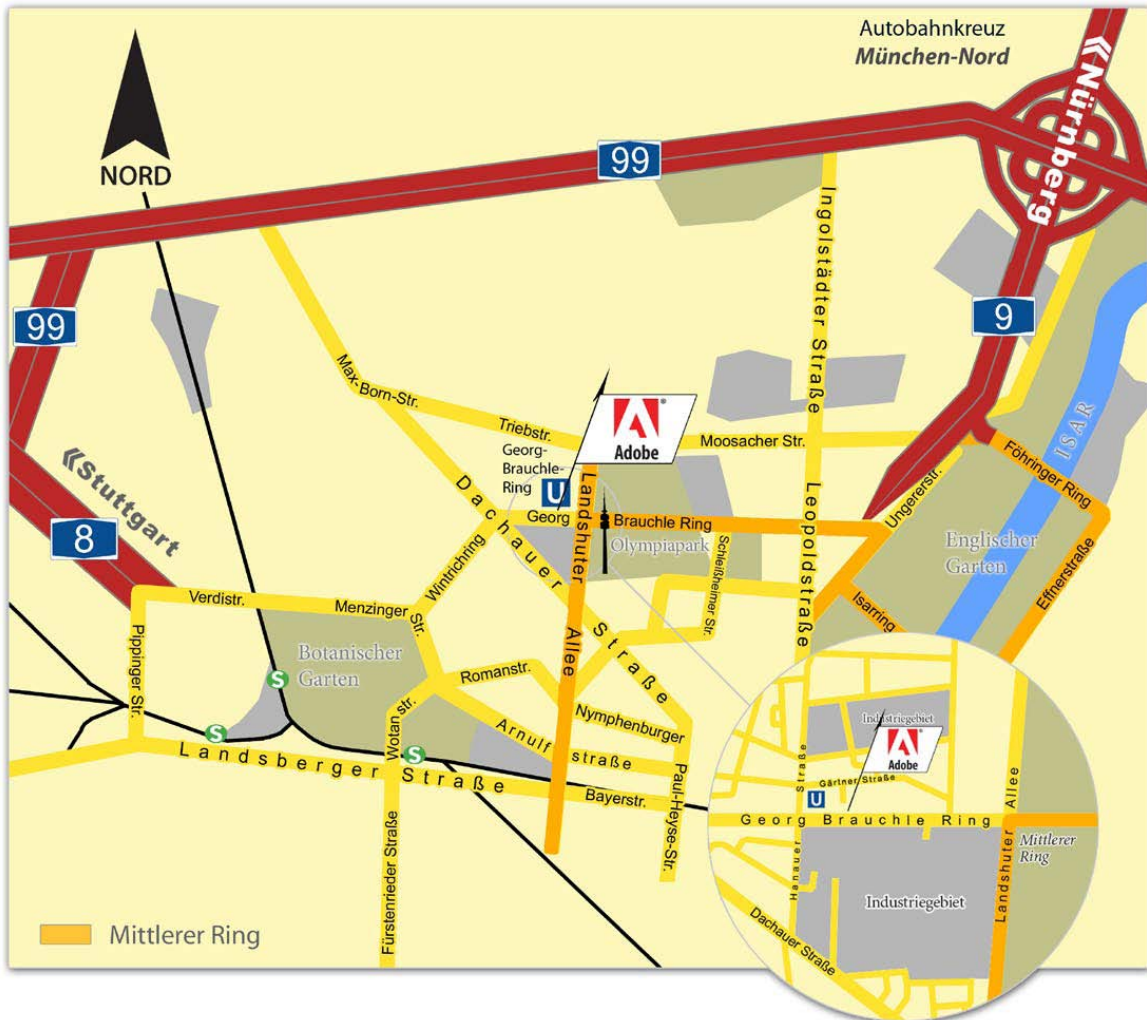 Autobahnkreuz
München-Nord
«Nürnberg
NORD
99
99
9
8
«Stuttgart
Ingolstädter Straße
Leopoldstraße
Max-Born-Str.
Triebstr.
Moosacher Str.
Adobe®
Georg-
Brauchle-
Ring
U
Georg
Brauchle Ring
Olympiapark
Landshuter
Allee
Dachauer Straße
Schleißheimer Str.
Ungererstr.
Föhringer Ring
ISAR
Englischer
Garten
Effnerstraße
Isarring
Wintrichring
Verdistr.
Menzinger Str.
Pippinger Str.
Botanischer
Garten
S
S
S
Romanstr.
Wotan str.
Arnulf straße
Nymphenburger
Landsberger Straße
Bayerstr.
Paul-Heyse-Str.
Fürstenrieder Straße
Mittlerer Ring
Industriegebiet
Adobe
Gärtner Straße
U
Georg Brauchle Ring
Hanauer Straße
Landshuter Allee
Mittlerer
Ring
Industriegebiet
Dachauer Straße